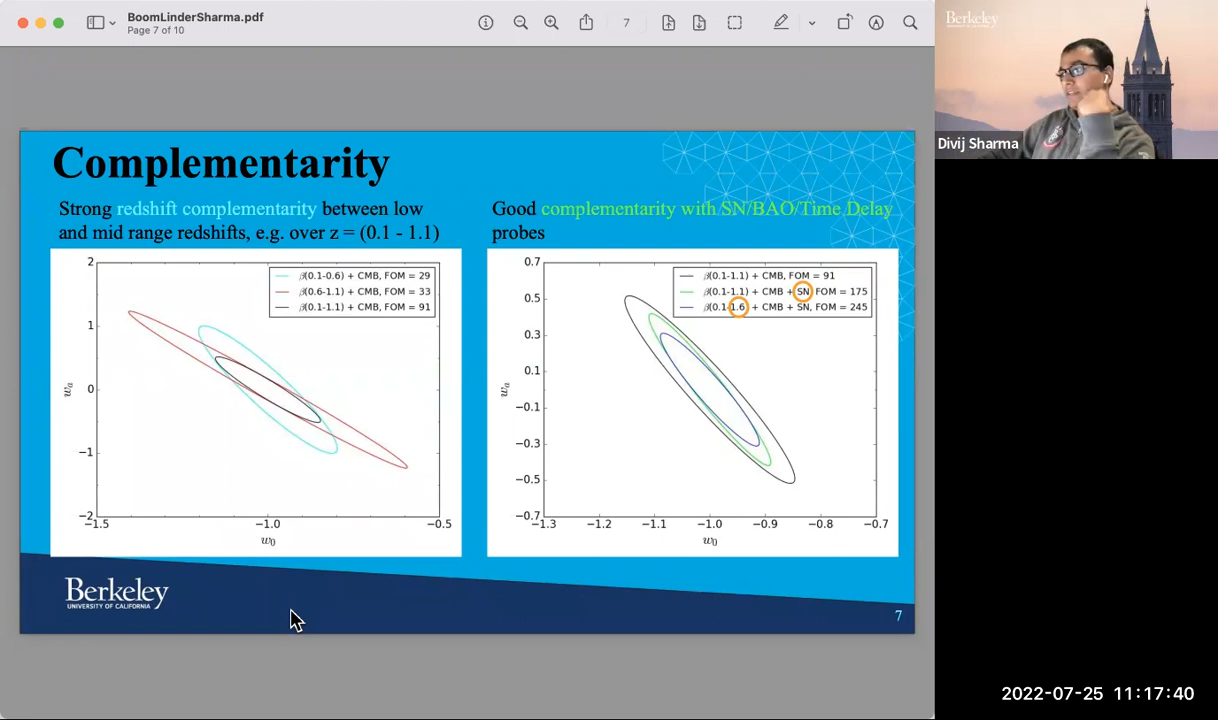 BoomLinderSharma.pdf
Page 7 of 10
7
Complementarity
Strong redshift complementarity between low
and mid range redshifts, e.g. over z = (0.1 - 1.1)
Good complementarity with SN/BAO/Time Delay
probes
β(0.1-0.6) + CMB, FOM = 29
β(0.6-1.1) + CMB, FOM = 33
β(0.1-1.1) + CMB, FOM = 91
2
1
0
−1
−2
wa
−1.5
−1.0
−0.5
w0
β(0.1-1.1) + CMB, FOM = 91
β(0.1-1.1) + CMB + SN, FOM = 175
β(0.1-1.6) + CMB + SN, FOM = 245
0.7
0.5
0.3
0.1
−0.1
−0.3
−0.5
−0.7
wa
−1.3
−1.2
−1.1
−1.0
−0.9
−0.8
−0.7
w0
Berkeley
UNIVERSITY OF CALIFORNIA
7
Berkeley
UNIVERSITY OF CALIFORNIA
Divij Sharma
2022-07-25 11:17:40